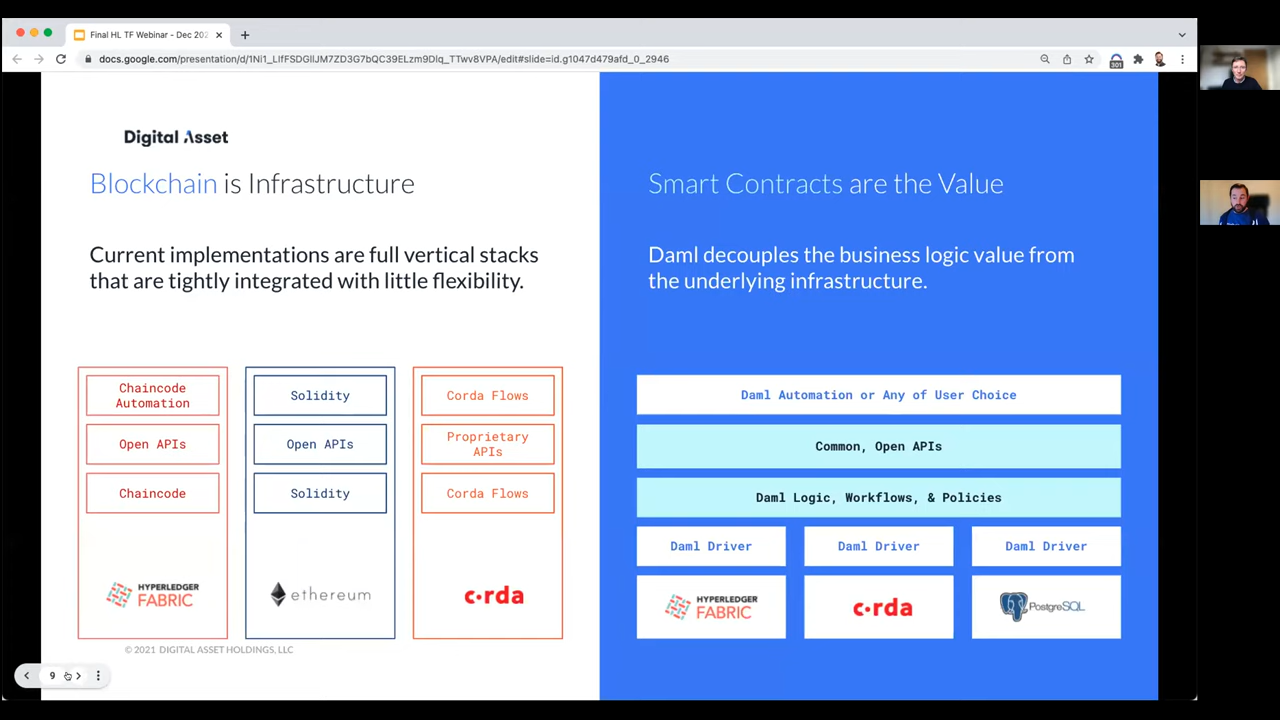 Final HL TF Webinar - Dec 202
docs.google.com/presentation/d/1Ni1_LIfFSDGlIJM7ZD3G7bQC39ELzm9Dlq_TTwv8VPA/edit#slide=id.g1047d479afd_0_2946
301
Digital Asset
Blockchain is Infrastructure
Current implementations are full vertical stacks
that are tightly integrated with little flexibility.
Chaincode
Automation
Open APIs
Chaincode
HYPERLEDGER
FABRIC
Solidity
Open APIs
Solidity
ethereum
Corda Flows
Proprietary
APIs
Corda Flows
c·rda
© 2021 DIGITAL ASSET HOLDINGS, LLC
Smart Contracts are the Value
Daml decouples the business logic value from
the underlying infrastructure.
Daml Automation or Any of User Choice
Common, Open APIs
Daml Logic, Workflows, & Policies
Daml Driver
Daml Driver
Daml Driver
HYPERLEDGER
FABRIC
c·rda
PostgreSQL
9